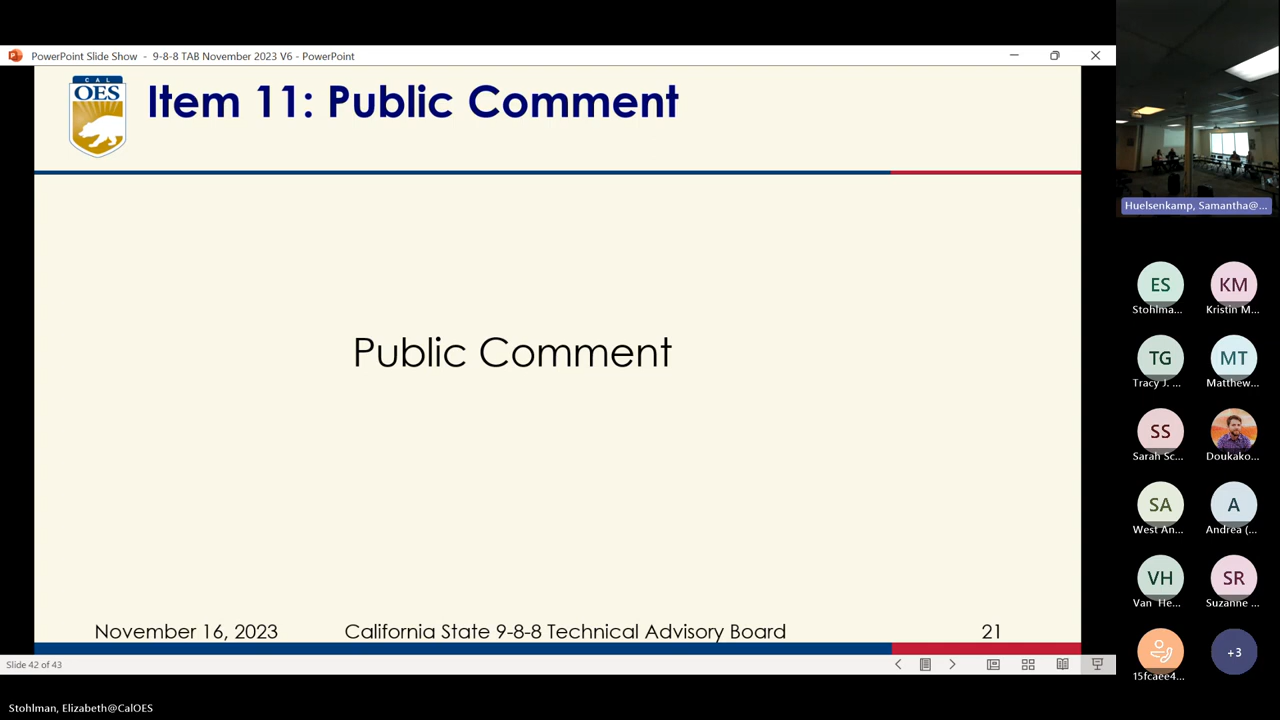 PowerPoint Slide Show - 9-8-8 TAB November 2023 V6 - PowerPoint
CAL
OES
Item 11: Public Comment
Public Comment
November 16, 2023
California State 9-8-8 Technical Advisory Board
21
Slide 42 of 43
Stohlman, Elizabeth@CalOES
Huelsenkamp, Samantha@...
ES
KM
Stohlma...
Kristin M...
TG
MT
Tracy J. ...
Matthew...
SS
Sarah Sc...
Doukako...
SA
A
West An...
Andrea (...
VH
SR
Van He...
Suzanne ...
+3
15fcaee4...